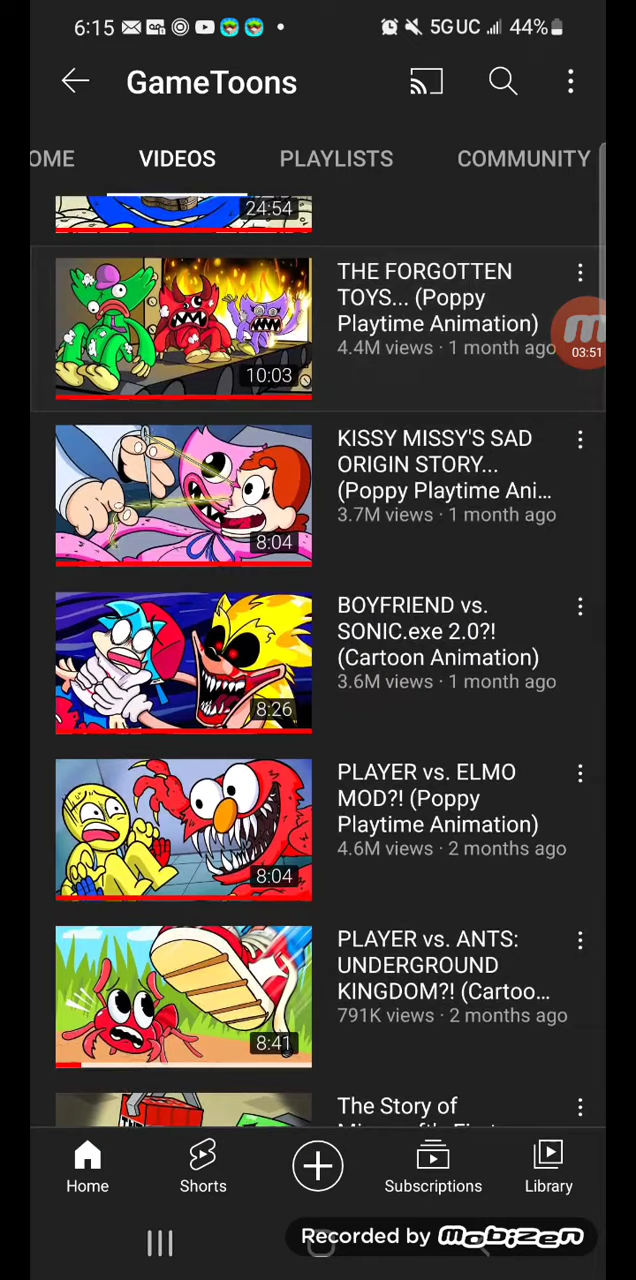 6:15 5GUC 44%
GameToons
OME VIDEOS PLAYLISTS COMMUNITY
24:54
THE FORGOTTEN
TOYS... (Poppy
Playtime Animation)
4.4M views · 1 month ago
10:03
03:51
KISSY MISSY'S SAD
ORIGIN STORY...
(Poppy Playtime Ani...
3.7M views · 1 month ago
8:04
BOYFRIEND vs.
SONIC.exe 2.0?!
(Cartoon Animation)
3.6M views · 1 month ago
8:26
PLAYER vs. ELMO
MOD?! (Poppy
Playtime Animation)
4.6M views · 2 months ago
8:04
PLAYER vs. ANTS:
UNDERGROUND
KINGDOM?! (Cartoo...
791K views · 2 months ago
8:41
The Story of
Home Shorts Subscriptions Library
Recorded by mobizen